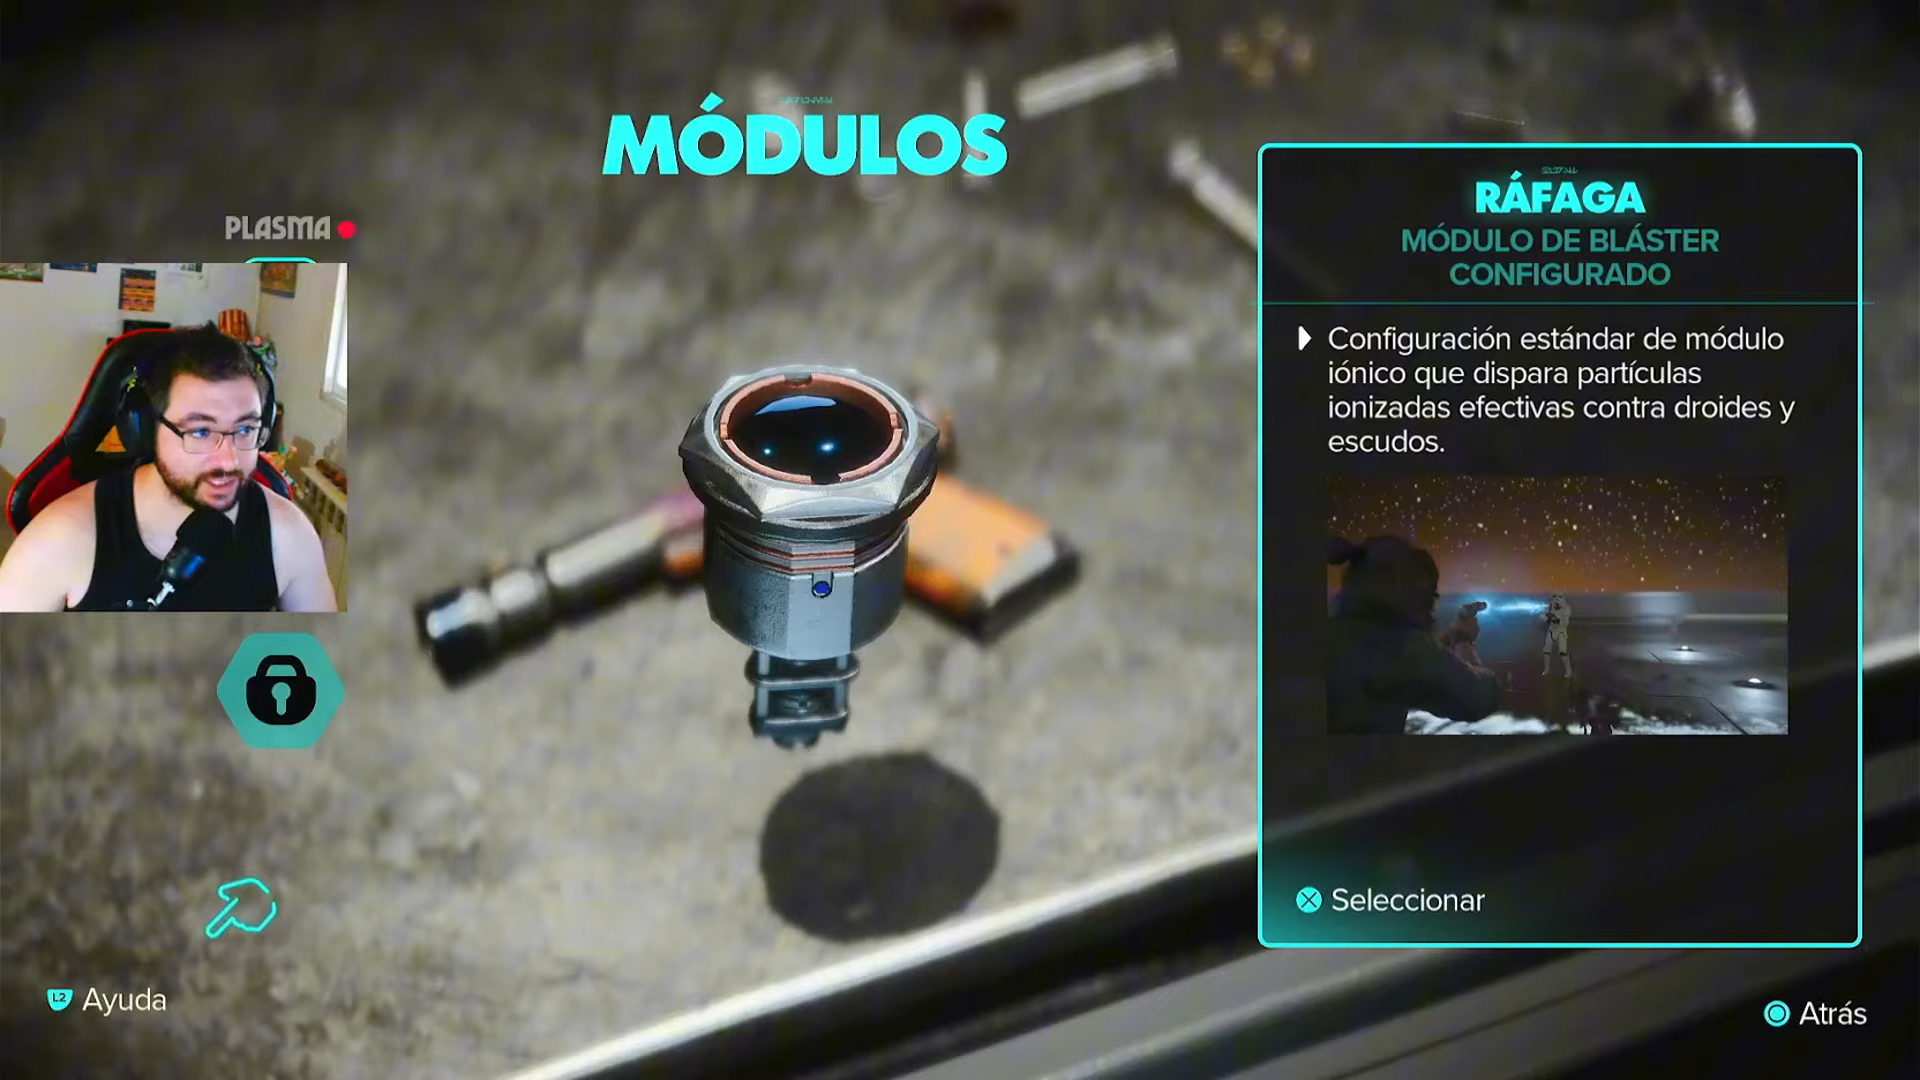 MÓDULOS
PLASMA
RÁFAGA
MÓDULO DE BLÁSTER
CONFIGURADO
Configuración estándar de módulo
iónico que dispara partículas
ionizadas efectivas contra droides y
escudos.
Seleccionar
L2 Ayuda
Atrás